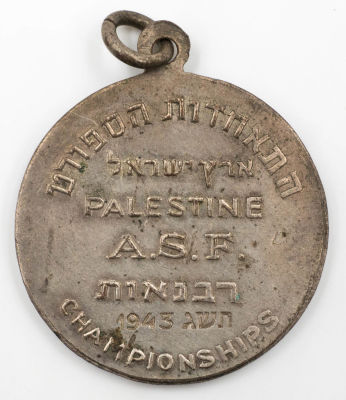 התאחדות הספורט
ארץ ישראל
PALESTINE
A.S.F.
רבנאות
1943 תשג
CHAMPIONSHIPS